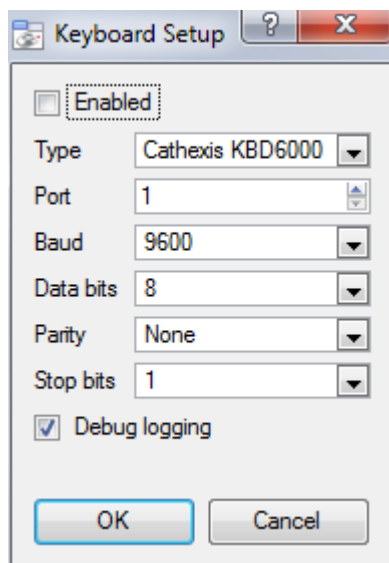 Keyboard Setup ? X
Enabled
Type Cathexis KBD6000
Port 1
Baud 9600
Data bits 8
Parity None
Stop bits 1
Debug logging
OK Cancel